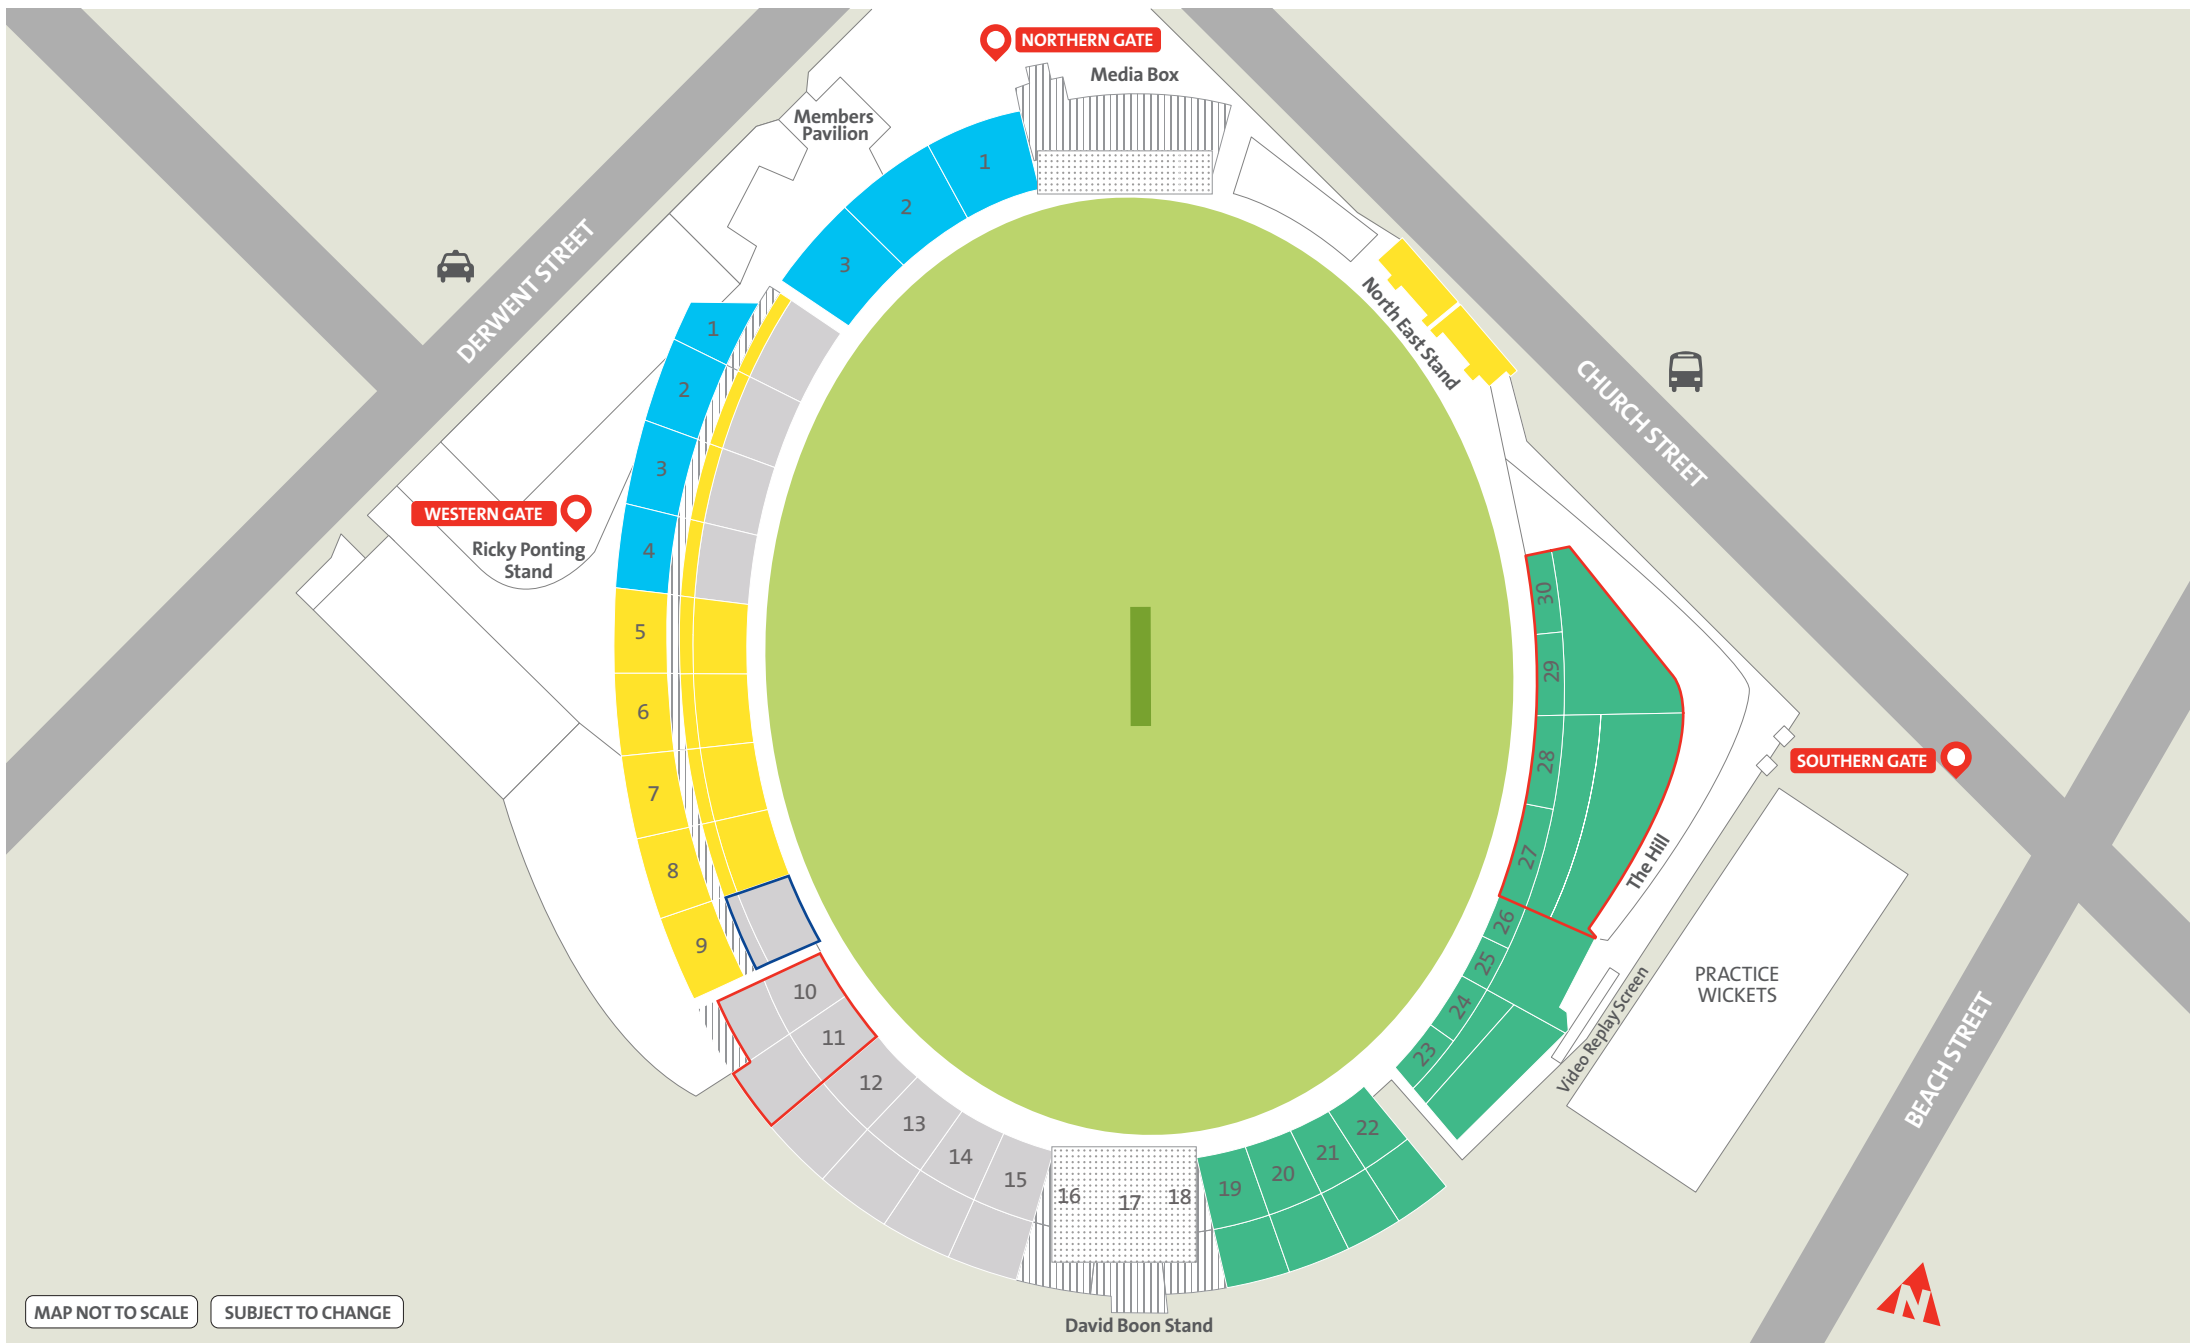 NORTHERN GATE
Media Box
Members
Pavilion
1
2
3
DERWENT STREET
1
2
3
4
5
6
7
8
9
WESTERN GATE
Ricky Ponting
Stand
North East Stand
CHURCH STREET
30
29
28
27
26
25
24
23
The Hill
SOUTHERN GATE
PRACTICE
WICKETS
Video Replay Screen
BEACH STREET
10
11
12
13
14
15
16
17
18
19
20
21
22
David Boon Stand
MAP NOT TO SCALE
SUBJECT TO CHANGE
N